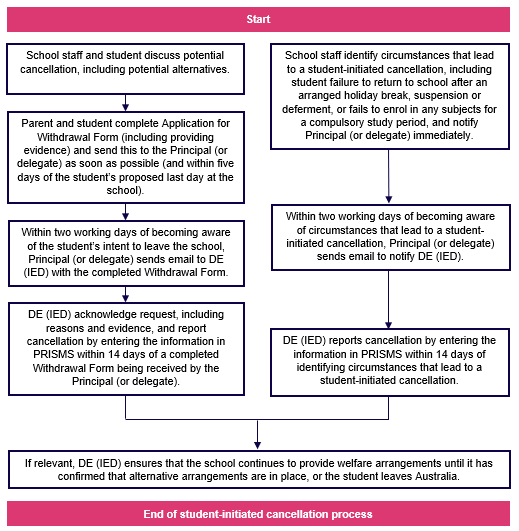 Start
School staff and student discuss potential
cancellation, including potential alternatives.
Parent and student complete Application for
Withdrawal Form (including providing
evidence) and send this to the Principal (or
delegate) as soon as possible (and within five
days of the student's proposed last day at the
school).
Within two working days of becoming aware
of the student's intent to leave the school,
Principal (or delegate) sends email to DE
(IED) with the completed Withdrawal Form.
DE (IED) acknowledge request, including
reasons and evidence, and report
cancellation by entering the information in
PRISMS within 14 days of a completed
Withdrawal Form being received by the
Principal (or delegate).
School staff identify circumstances that lead
to a student-initiated cancellation, including
student failure to return to school after an
arranged holiday break, suspension or
deferment, or fails to enrol in any subjects for
a compulsory study period, and notify
Principal (or delegate) immediately.
Within two working days of becoming aware
of circumstances that lead to a student-
initiated cancellation, Principal (or delegate)
sends email to notify DE (IED).
DE (IED) reports cancellation by entering the
information in PRISMS within 14 days of
identifying circumstances that lead to a
student-initiated cancellation.
If relevant, DE (IED) ensures that the school continues to provide welfare arrangements until it has
confirmed that alternative arrangements are in place, or the student leaves Australia.
End of student-initiated cancellation process